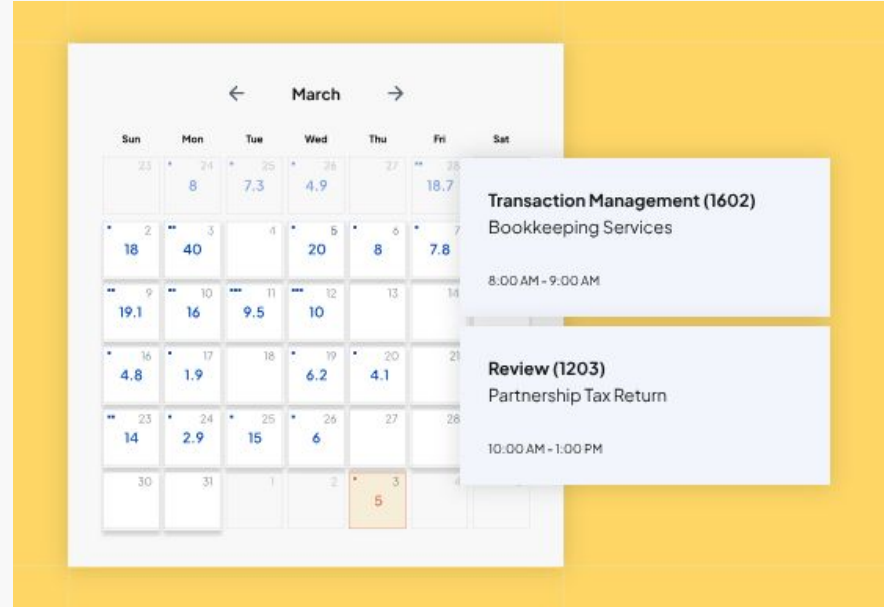 ← March →
Sun Mon Tue Wed Thu Fri Sat
23 24 25 26 27 28
8 7.3 4.9 18.7
2 3 4 5 6 7
18 40 20 8 7.8
9 10 11 12 13 14
19.1 16 9.5 10
16 17 18 19 20 21
4.8 1.9 6.2 4.1
23 24 25 26 27 28
14 2.9 15 6
30 31 1 2 3 4
5
Transaction Management (1602)
Bookkeeping Services
8:00 AM - 9:00 AM
Review (1203)
Partnership Tax Return
10:00 AM - 1:00 PM